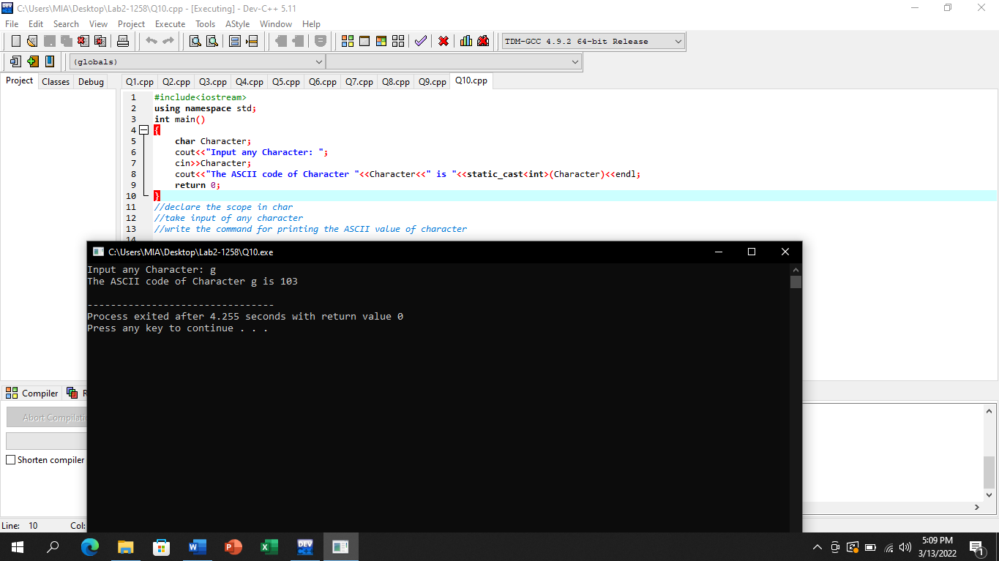 C:\Users\MIA\Desktop\Lab2-1258\Q10.cpp - [Executing] - Dev-C++ 5.11
File Edit Search View Project Execute Tools AStyle Window Help
TDM-GCC 4.9.2 64-bit Release
(globals)
Project Classes Debug Q1.cpp Q2.cpp Q3.cpp Q4.cpp Q5.cpp Q6.cpp Q7.cpp Q8.cpp Q9.cpp Q10.cpp
1 #include<iostream>
2 using namespace std;
3 int main()
4 {
5 char Character;
6 cout<<"Input any Character: ";
7 cin>>Character;
8 cout<<"The ASCII code of Character "<<Character<<" is "<<static_cast<int>(Character)<<endl;
9 return 0;
10 }
11 //declare the scope in char
12 //take input of any character
13 //write the command for printing the ASCII value of character
14
C:\Users\MIA\Desktop\Lab2-1258\Q10.exe
Input any Character: g
The ASCII code of Character g is 103
--------------------------------
Process exited after 4.255 seconds with return value 0
Press any key to continue . . .
Compiler R
Abort Compilati
Shorten compiler
Line: 10 Col:
5:09 PM
3/13/2022
1